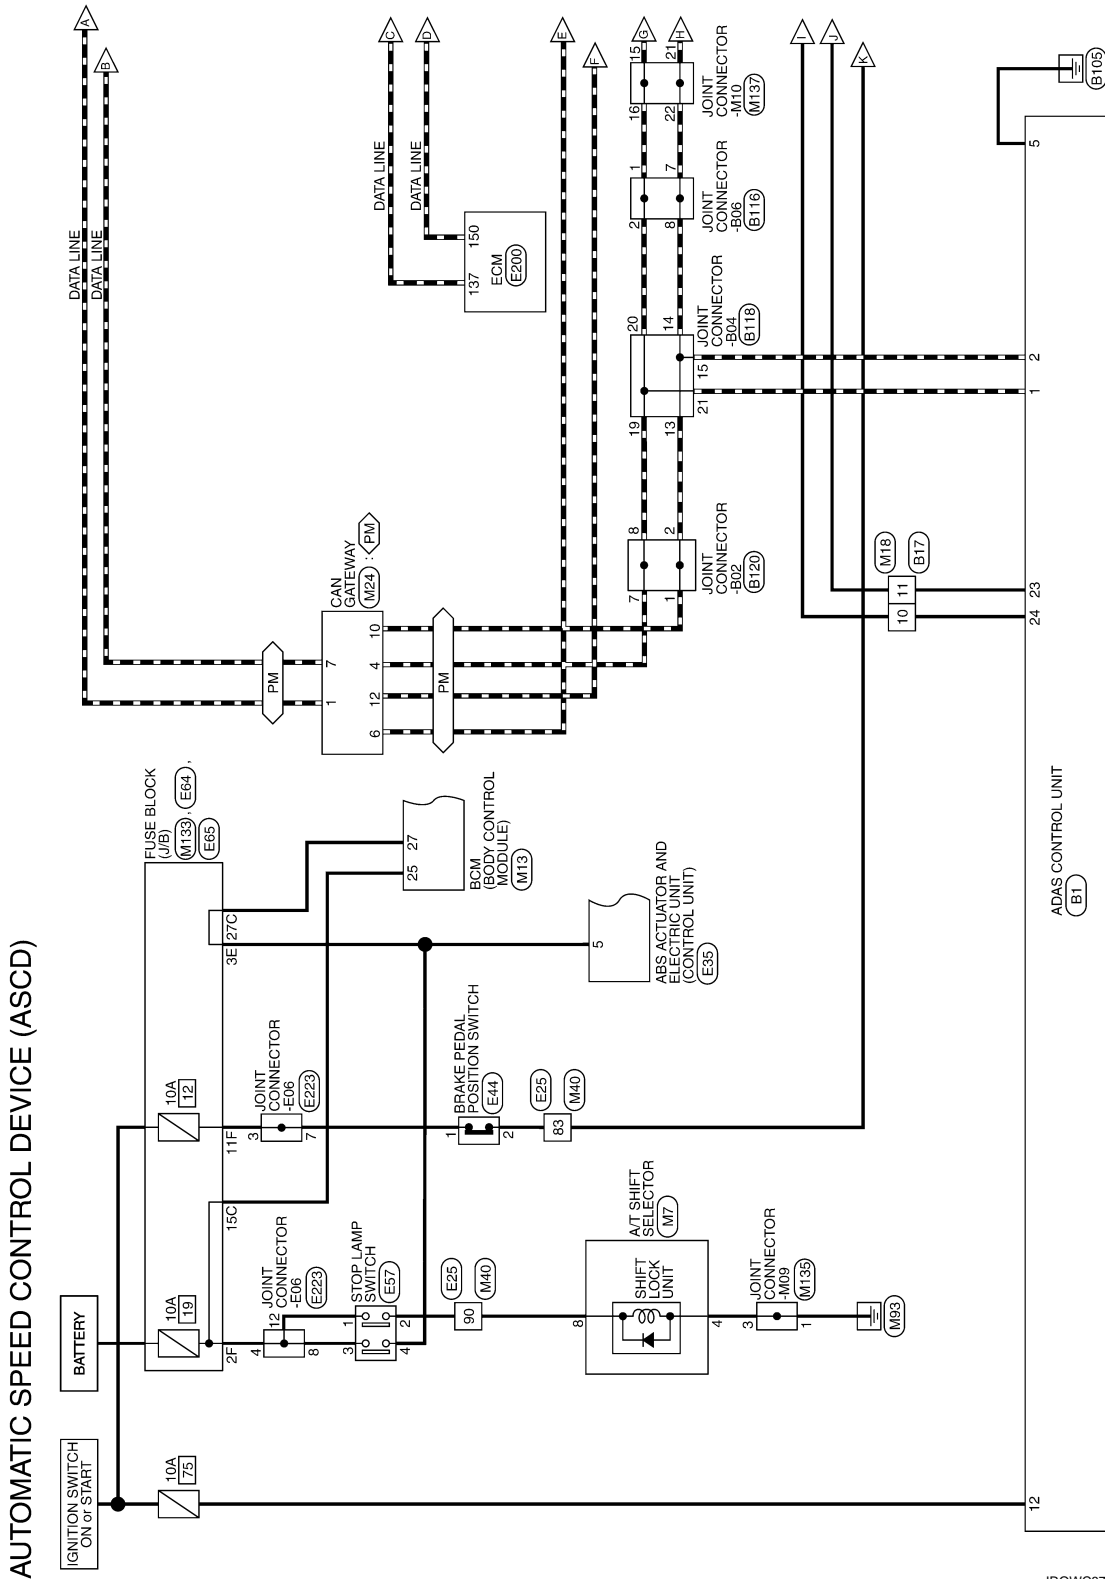 AUTOMATIC SPEED CONTROL DEVICE (ASCD)
IGNITION SWITCH
ON or START
BATTERY
10A
75
10A
19
10A
12
FUSE BLOCK
(J/B)
M133 , E64 ,
E65
2F
15C
11F
3E
27C
4
12
8
JOINT
CONNECTOR
-E06
E223
3
7
JOINT
CONNECTOR
-E06
E223
3
1
4
2
STOP LAMP
SWITCH
E57
90
E25
M40
1
2
BRAKE PEDAL
POSITION SWITCH
E44
83
E25
M40
25
27
BCM
(BODY CONTROL
MODULE)
M13
5
ABS ACTUATOR AND
ELECTRIC UNIT
(CONTROL UNIT)
E35
8
4
SHIFT
LOCK
UNIT
A/T SHIFT
SELECTOR
M7
3
1
JOINT
CONNECTOR
-M09
M135
M93
DATA LINE
DATA LINE
A
B
PM
1
7
CAN
GATEWAY
M24 : PM
6
12
4
10
PM
DATA LINE
DATA LINE
C
D
137
150
ECM
E200
E
F
7
8
1
2
JOINT
CONNECTOR
-B02
B120
19
20
13
14
21
15
JOINT
CONNECTOR
-B04
B118
2
1
8
7
JOINT
CONNECTOR
-B06
B116
16
15
22
21
JOINT
CONNECTOR
-M10
M137
G
H
I
J
K
10
11
M18
B17
12
24
23
1
2
5
B105
ADAS CONTROL UNIT
B1